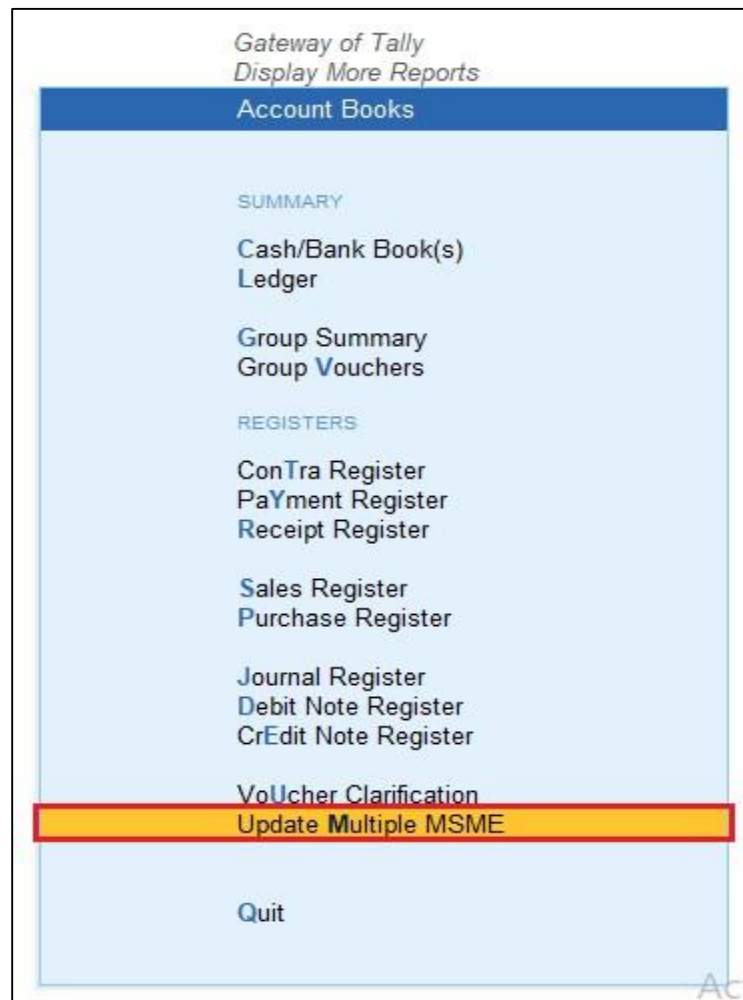 Gateway of Tally
Display More Reports
Account Books
SUMMARY
Cash/Bank Book(s)
Ledger
Group Summary
Group Vouchers
REGISTERS
ConTra Register
PaYment Register
Receipt Register
Sales Register
Purchase Register
Journal Register
Debit Note Register
CrEdit Note Register
VoUcher Clarification
Update Multiple MSME
Quit
Ac